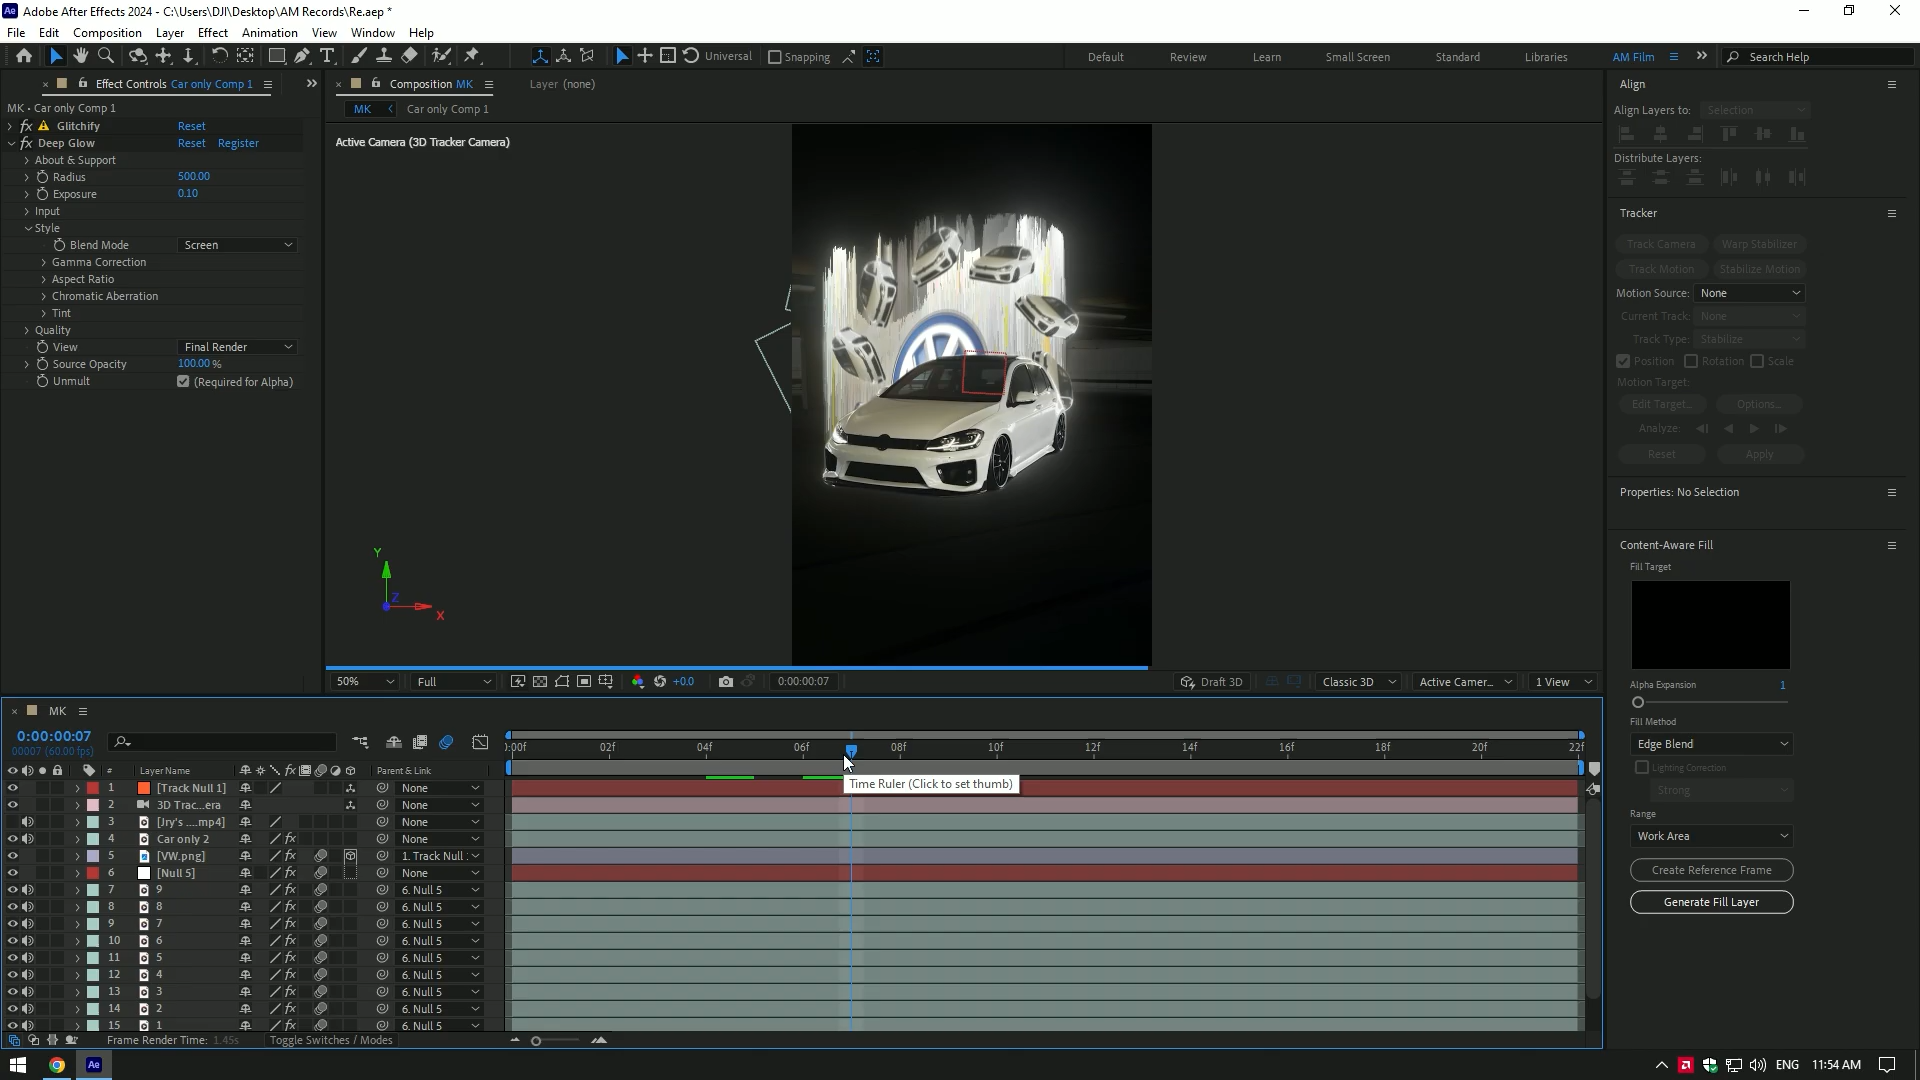 Adobe After Effects 2024 - C:\Users\DJI\Desktop\AM Records\Re.aep *
File Edit Composition Layer Effect Animation View Window Help
Universal Snapping Default Review Learn Small Screen Standard Libraries AM Film Search Help
Effect Controls Car only Comp 1
MK • Car only Comp 1
Glitchify Reset
Deep Glow Reset Register
About & Support
Radius 500.00
Exposure 0.10
Input
Style
Blend Mode Screen
Gamma Correction
Aspect Ratio
Chromatic Aberration
Tint
Quality
View Final Render
Source Opacity 100.00 %
Unmult (Required for Alpha)
Composition MK Layer (none)
MK Car only Comp 1
Active Camera (3D Tracker Camera)
Y
Z
X
50% Full +0.0 0:00:00:07 Draft 3D Classic 3D Active Camer... 1 View
Align
Align Layers to: Selection
Distribute Layers:
Tracker
Track Camera Warp Stabilizer
Track Motion Stabilize Motion
Motion Source: None
Current Track: None
Track Type: Stabilize
Position Rotation Scale
Motion Target:
Edit Target... Options...
Analyze:
Reset Apply
Properties: No Selection
Content-Aware Fill
Fill Target
Alpha Expansion 1
Fill Method
Edge Blend
Lighting Correction
Strong
Range
Work Area
Create Reference Frame
Generate Fill Layer
MK
0:00:00:07
00007 (60.00 fps)
:00f 02f 04f 06f 08f 10f 12f 14f 16f 18f 20f 22f
# Layer Name Parent & Link
Time Ruler (Click to set thumb)
1 [Track Null 1] None
2 3D Trac...era None
3 [Jry's ....mp4] None
4 Car only 2 None
5 [VW.png] 1. Track Null
6 [Null 5] None
7 9 6. Null 5
8 8 6. Null 5
9 7 6. Null 5
10 6 6. Null 5
11 5 6. Null 5
12 4 6. Null 5
13 3 6. Null 5
14 2 6. Null 5
15 1 6. Null 5
Frame Render Time: 1.45s Toggle Switches / Modes
Ae ENG 11:54 AM